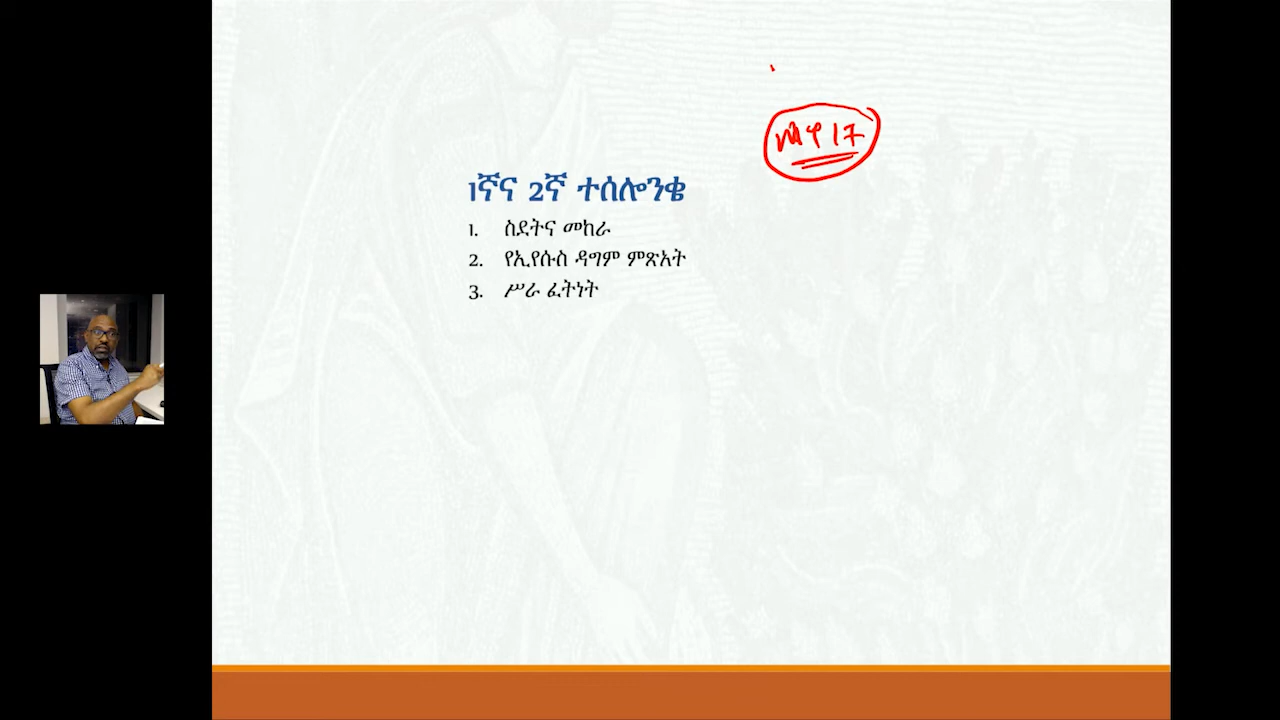 1ኛና 2ኛ ተሰሎንቄ
1. ስደትና መከራ
2. የኢየሱስ ዳግም ምጽአት
3. ሥራ ፈትነት